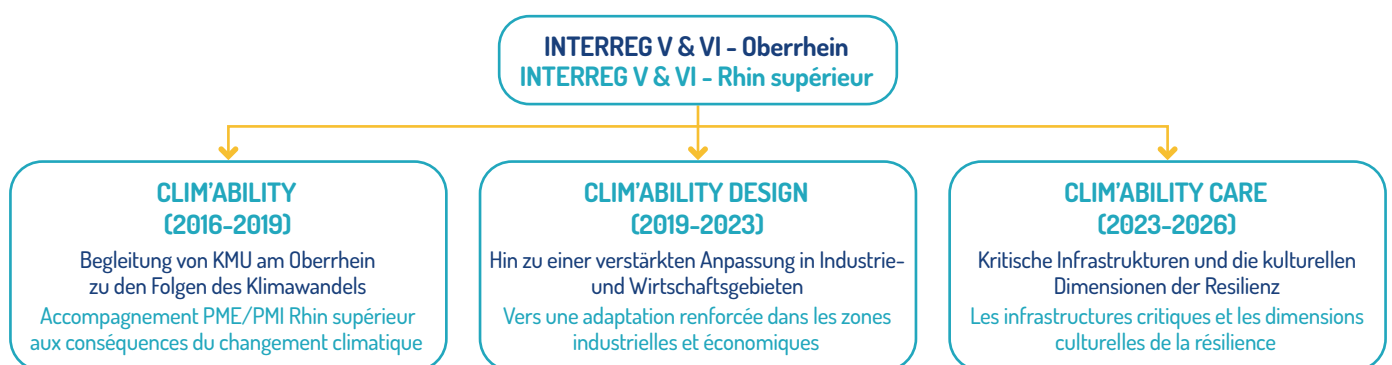 INTERREG V & VI - Oberrhein
INTERREG V & VI - Rhin supérieur
CLIM'ABILITY
(2016-2019)
Begleitung von KMU am Oberrhein
zu den Folgen des Klimawandels
Accompagnement PME/PMI Rhin supérieur
aux conséquences du changement climatique
CLIM'ABILITY DESIGN
(2019-2023)
Hin zu einer verstärkten Anpassung in Industrie-
und Wirtschaftsgebieten
Vers une adaptation renforcée dans les zones
industrielles et économiques
CLIM'ABILITY CARE
(2023-2026)
Kritische Infrastrukturen und die kulturellen
Dimensionen der Resilienz
Les infrastructures critiques et les dimensions
culturelles de la résilience